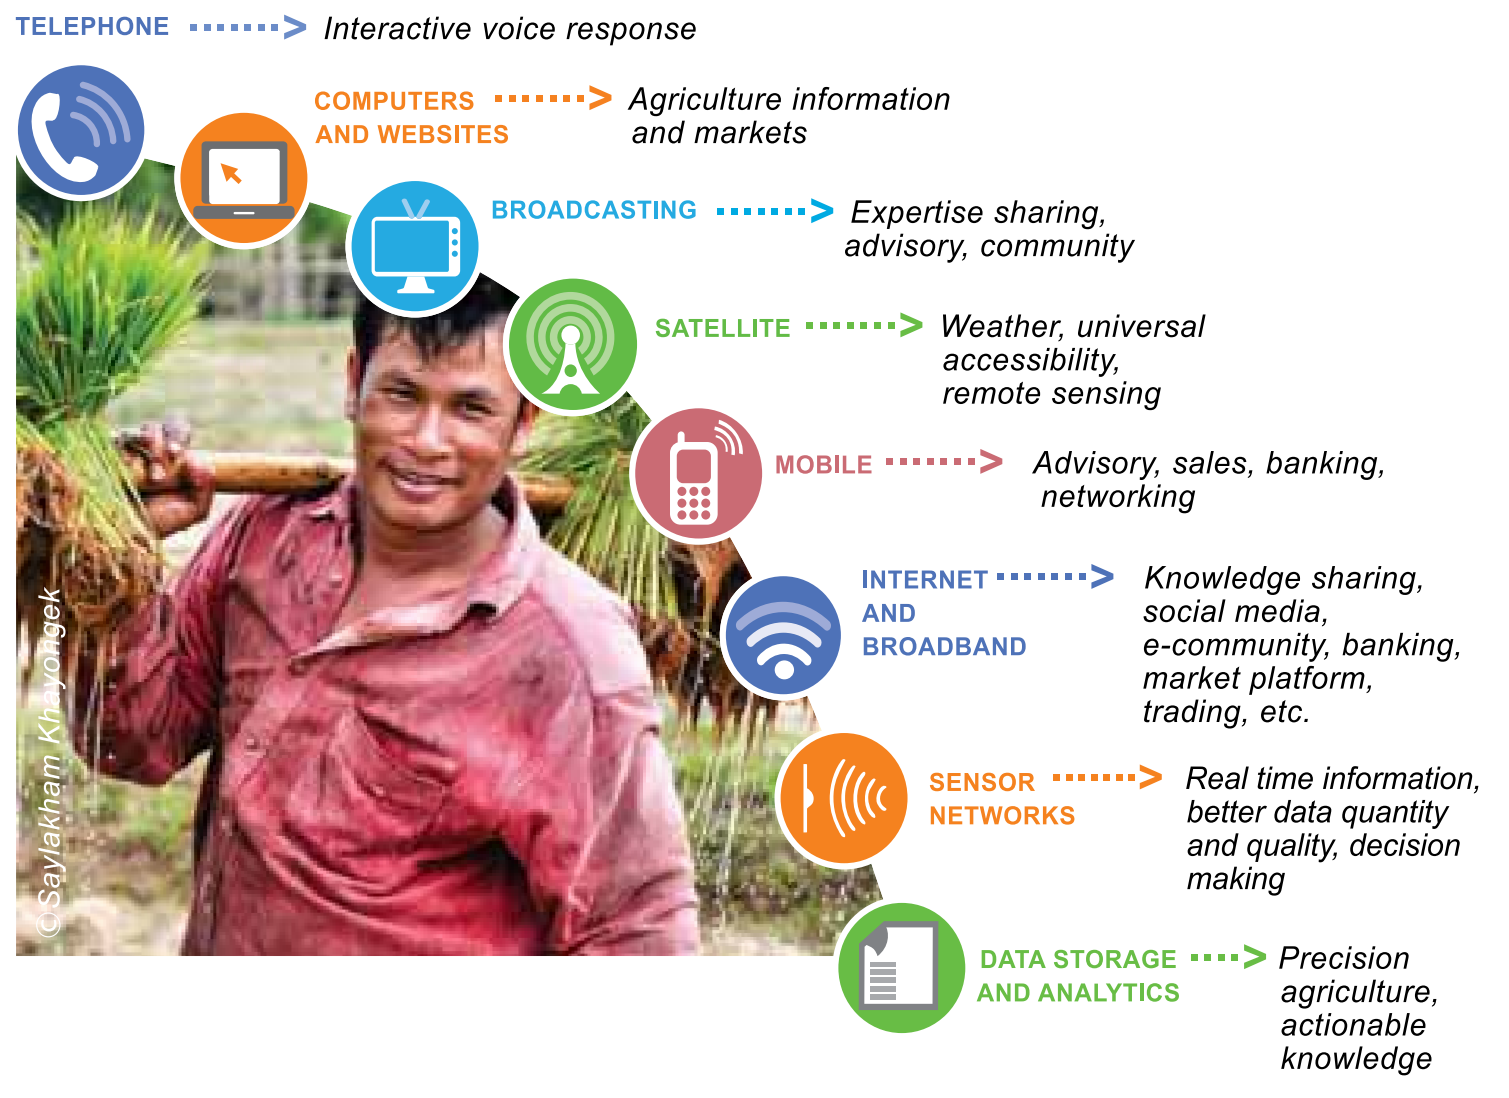 TELEPHONE
Interactive voice response
COMPUTERS
AND WEBSITES
Agriculture information
and markets
BROADCASTING
Expertise sharing,
advisory, community
SATELLITE
Weather, universal
accessibility,
remote sensing
MOBILE
Advisory, sales, banking,
networking
INTERNET
AND
BROADBAND
Knowledge sharing,
social media,
e-community, banking,
market platform,
trading, etc.
SENSOR
NETWORKS
Real time information,
better data quantity
and quality, decision
making
DATA STORAGE
AND ANALYTICS
Precision
agriculture,
actionable
knowledge
©Saylakham Khayongek